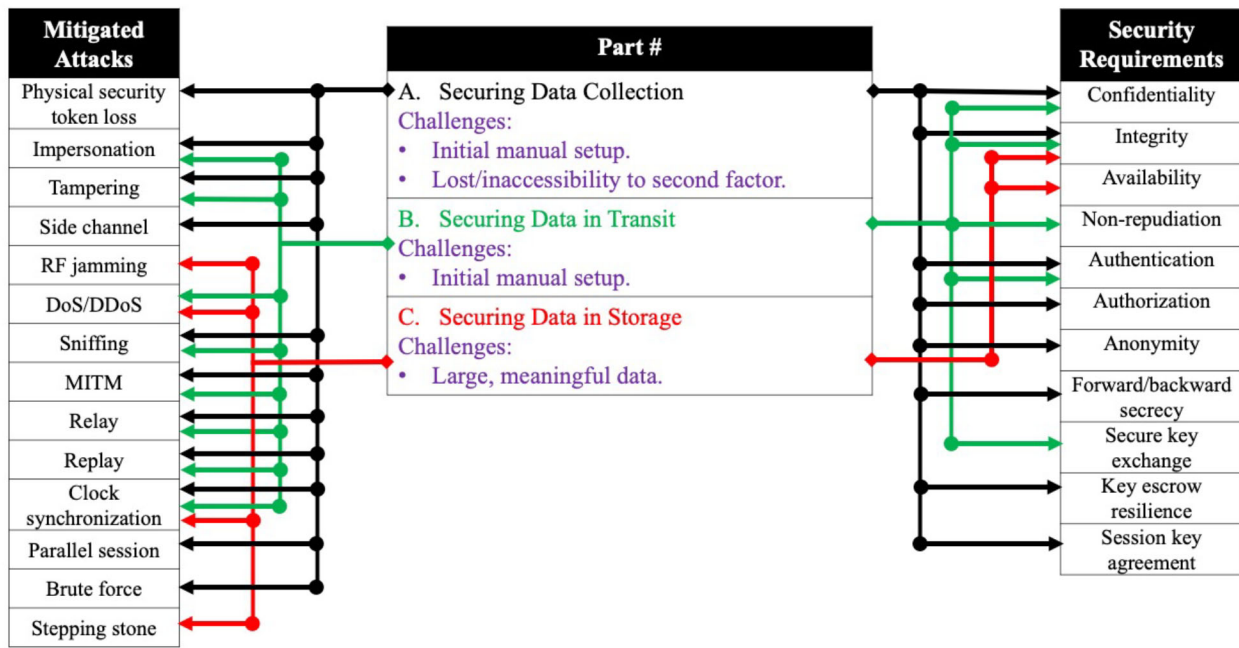 Mitigated
Attacks
Physical security
token loss
Impersonation
Tampering
Side channel
RF jamming
DoS/DDoS
Sniffing
MITM
Relay
Replay
Clock
synchronization
Parallel session
Brute force
Stepping stone
Part #
A. Securing Data Collection
Challenges:
• Initial manual setup.
• Lost/inaccessibility to second factor.
B. Securing Data in Transit
Challenges:
• Initial manual setup.
C. Securing Data in Storage
Challenges:
• Large, meaningful data.
Security
Requirements
Confidentiality
Integrity
Availability
Non-repudiation
Authentication
Authorization
Anonymity
Forward/backward
secrecy
Secure key
exchange
Key escrow
resilience
Session key
agreement